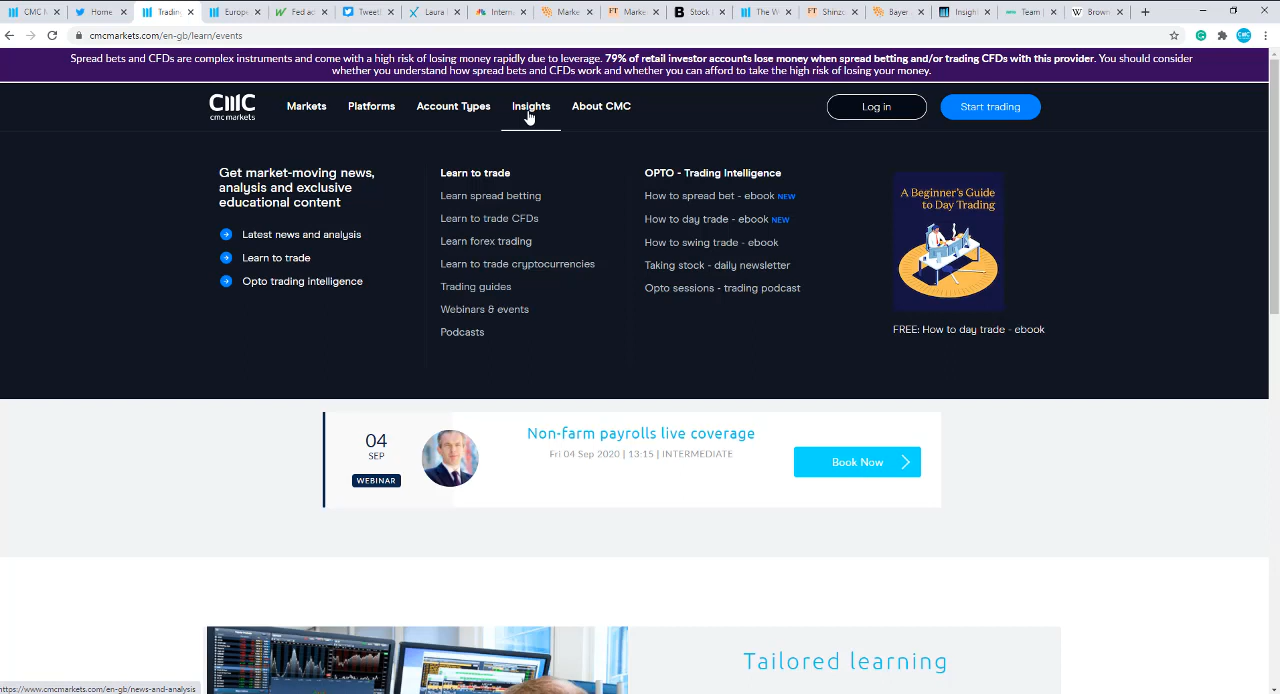 CMC M
Home
Trading
Europe
Fed ac
TweetD
Laura
Intern
Marke
FT Marke
B Stock
The W
FT Shinzo
Bayer
Insight
Team
W Brown
cmcmarkets.com/en-gb/learn/events
CMC
Spread bets and CFDs are complex instruments and come with a high risk of losing money rapidly due to leverage. 79% of retail investor accounts lose money when spread betting and/or trading CFDs with this provider. You should consider
whether you understand how spread bets and CFDs work and whether you can afford to take the high risk of losing your money.
CMC
cmc markets
Markets
Platforms
Account Types
Insights
About CMC
Log in
Start trading
Get market-moving news,
analysis and exclusive
educational content
Latest news and analysis
Learn to trade
Opto trading intelligence
Learn to trade
Learn spread betting
Learn to trade CFDs
Learn forex trading
Learn to trade cryptocurrencies
Trading guides
Webinars & events
Podcasts
OPTO - Trading Intelligence
How to spread bet - ebook NEW
How to day trade - ebook NEW
How to swing trade - ebook
Taking stock - daily newsletter
Opto sessions - trading podcast
A Beginner's Guide
to Day Trading
FREE: How to day trade - ebook
04
SEP
WEBINAR
Non-farm payrolls live coverage
Fri 04 Sep 2020 | 13:15 | INTERMEDIATE
Book Now
Tailored learning
https://www.cmcmarkets.com/en-gb/news-and-analysis